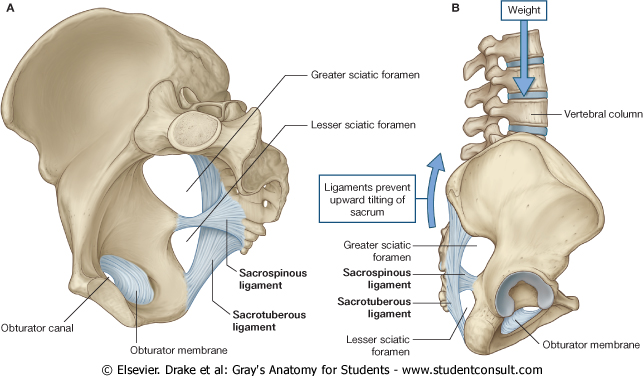 A
Greater sciatic foramen
Lesser sciatic foramen
Sacrospinous
ligament
Sacrotuberous
ligament
Obturator canal
Obturator membrane
B
Weight
Vertebral column
Ligaments prevent
upward tilting of
sacrum
Greater sciatic
foramen
Sacrospinous
ligament
Sacrotuberous
ligament
Lesser sciatic
foramen
Obturator membrane
© Elsevier. Drake et al: Gray's Anatomy for Students - www.studentconsult.com